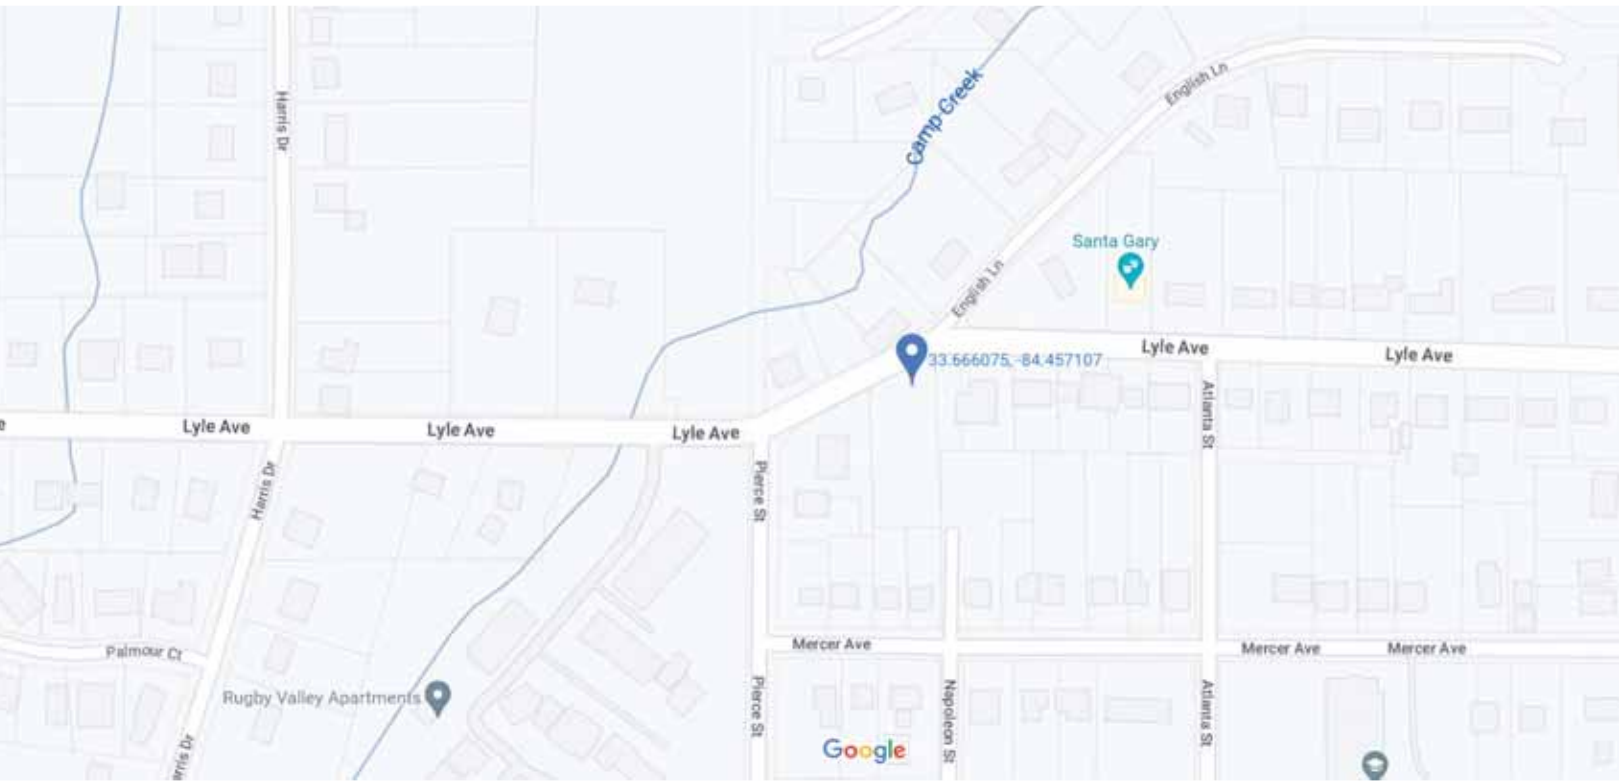 Harris Dr
Camp Creek
English Ln
Santa Gary
English Ln
33.666075, -84.457107
Lyle Ave
Lyle Ave
e
Lyle Ave
Lyle Ave
Lyle Ave
Atlanta St
Harris Dr
Pierce St
Mercer Ave
Mercer Ave
Mercer Ave
Palmour Ct
Rugby Valley Apartments
Pierce St
Napoleon St
Atlanta St
arris Dr
Google